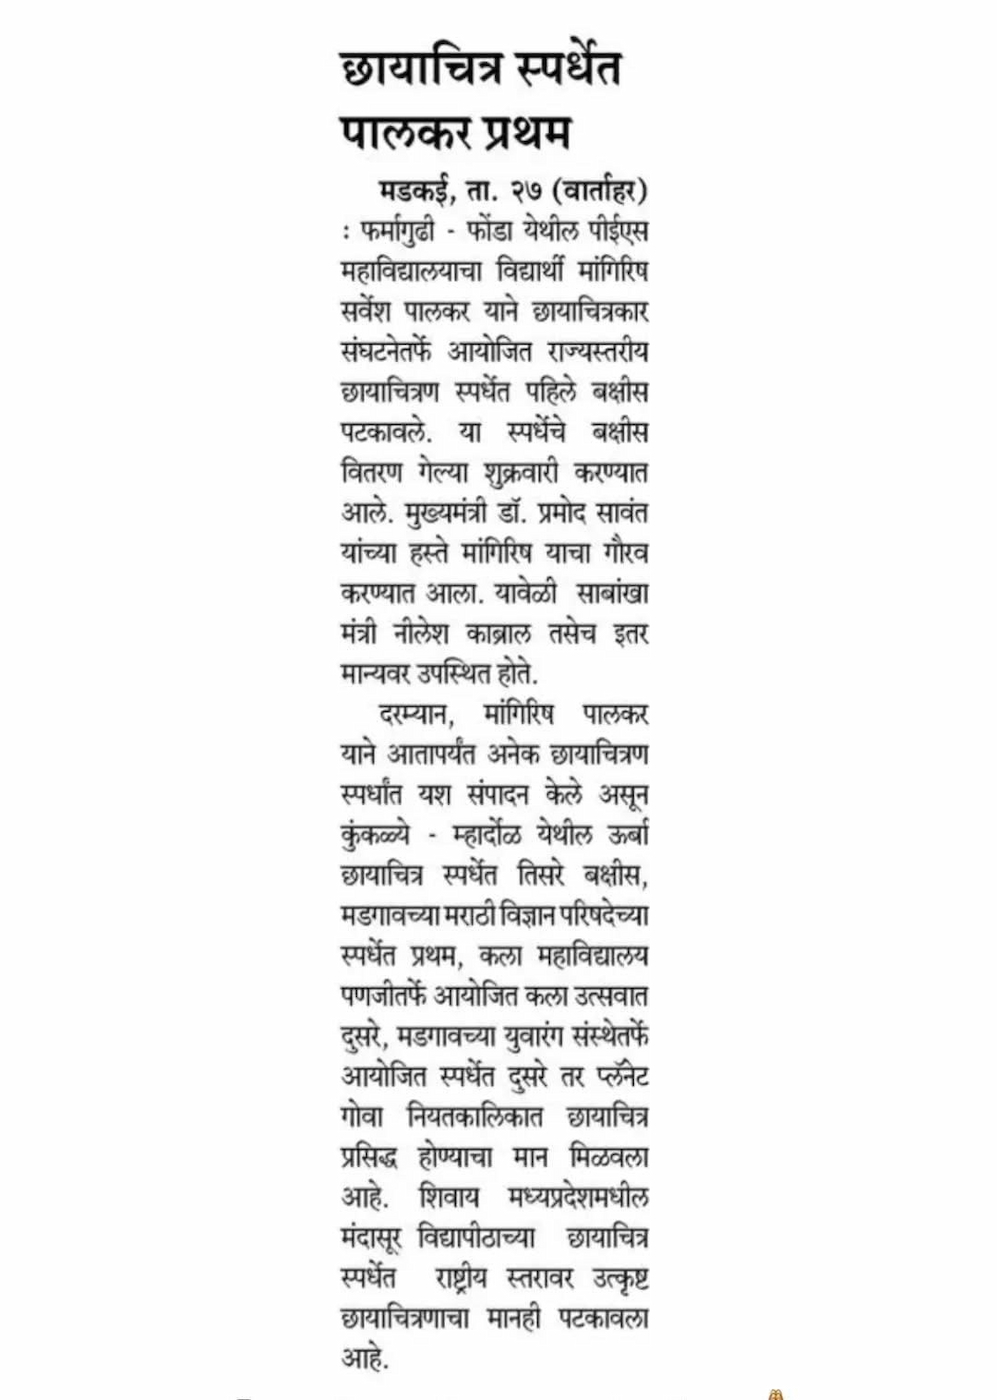 छायाचित्र स्पर्धेत
पालकर प्रथम
मडकई, ता. २७ (वार्ताहर)
: फर्मागुढी - फोंडा येथील पीईएस
महाविद्यालयाचा विद्यार्थी मांगिरिष
सर्वेश पालकर याने छायाचित्रकार
संघटनेतर्फे आयोजित राज्यस्तरीय
छायाचित्रण स्पर्धेत पहिले बक्षीस
पटकावले. या स्पर्धेचे बक्षीस
वितरण गेल्या शुक्रवारी करण्यात
आले. मुख्यमंत्री डॉ. प्रमोद सावंत
यांच्या हस्ते मांगिरिष याचा गौरव
करण्यात आला. यावेळी साबांखा
मंत्री नीलेश काब्राल तसेच इतर
मान्यवर उपस्थित होते.
दरम्यान, मांगिरिष पालकर
याने आतापर्यंत अनेक छायाचित्रण
स्पर्धांत यश संपादन केले असून
कुंकळ्ये - म्हार्दोळ येथील ऊर्बा
छायाचित्र स्पर्धेत तिसरे बक्षीस,
मडगावच्या मराठी विज्ञान परिषदेच्या
स्पर्धेत प्रथम, कला महाविद्यालय
पणजीतर्फे आयोजित कला उत्सवात
दुसरे, मडगावच्या युवारंग संस्थेतर्फे
आयोजित स्पर्धेत दुसरे तर प्लॅनेट
गोवा नियतकालिकात छायाचित्र
प्रसिद्ध होण्याचा मान मिळवला
आहे. शिवाय मध्यप्रदेशमधील
मंदासूर विद्यापीठाच्या छायाचित्र
स्पर्धेत राष्ट्रीय स्तरावर उत्कृष्ट
छायाचित्रणाचा मानही पटकावला
आहे.